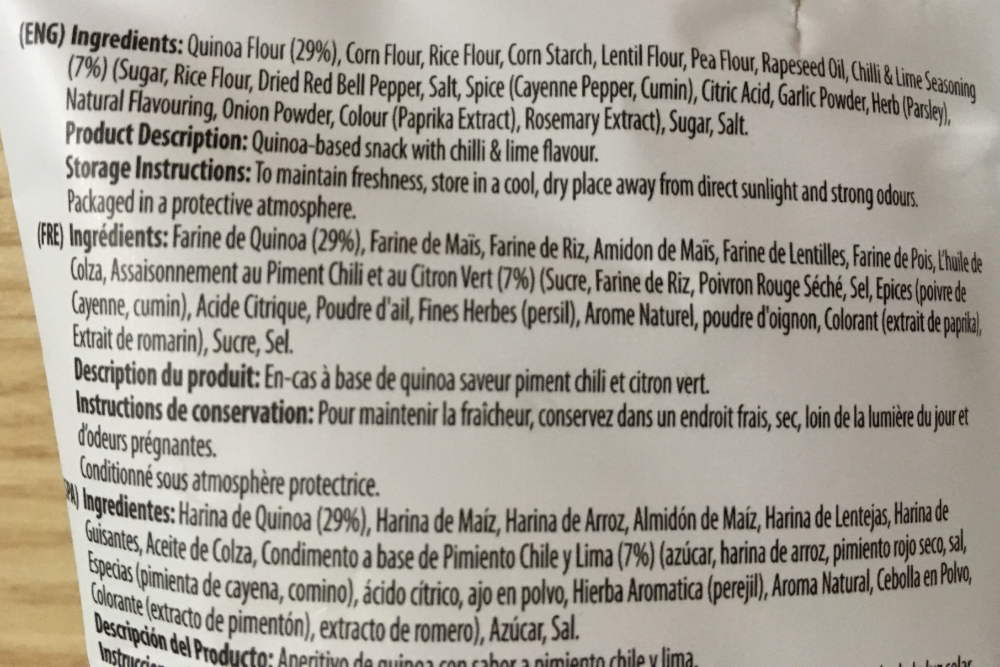 (ENG) Ingredients: Quinoa Flour (29%), Corn Flour, Rice Flour, Corn Starch, Lentil Flour, Pea Flour, Rapeseed Oil, Chilli & Lime Seasoning
(7%) (Sugar, Rice Flour, Dried Red Bell Pepper, Salt, Spice (Cayenne Pepper, Cumin), Citric Acid, Garlic Powder, Herb (Parsley),
Natural Flavouring, Onion Powder, Colour (Paprika Extract), Rosemary Extract), Sugar, Salt.
Product Description: Quinoa-based snack with chilli & lime flavour.
Storage Instructions: To maintain freshness, store in a cool, dry place away from direct sunlight and strong odours.
Packaged in a protective atmosphere.
(FRE) Ingrédients: Farine de Quinoa (29%), Farine de Maïs, Farine de Riz, Amidon de Maïs, Farine de Lentilles, Farine de Pois, L'huile de
Colza, Assaisonnement au Piment Chili et au Citron Vert (7%) (Sucre, Farine de Riz, Poivron Rouge Séché, Sel, Epices (poivre de
Cayenne, cumin), Acide Citrique, Poudre d'ail, Fines Herbes (persil), Arome Naturel, poudre d'oignon, Colorant (extrait de paprika),
Extrait de romarin), Sucre, Sel.
Description du produit: En-cas à base de quinoa saveur piment chili et citron vert.
Instructions de conservation: Pour maintenir la fraîcheur, conservez dans un endroit frais, sec, loin de la lumière du jour et
d'odeurs prégnantes.
Conditionné sous atmosphère protectrice.
Ingredientes: Harina de Quinoa (29%), Harina de Maíz, Harina de Arroz, Almidón de Maíz, Harina de Lentejas, Harina de
Guisantes, Aceite de Colza, Condimento a base de Pimiento Chile y Lima (7%) (azúcar, harina de arroz, pimiento rojo seco, sal,
Especias (pimienta de cayena, comino), ácido cítrico, ajo en polvo, Hierba Aromatica (perejil), Aroma Natural, Cebolla en Polvo,
Colorante (extracto de pimentón), extracto de romero), Azúcar, Sal.
Descripción del Producto: Aperitivo de quinoa con sabor a pimiento chile y lima.